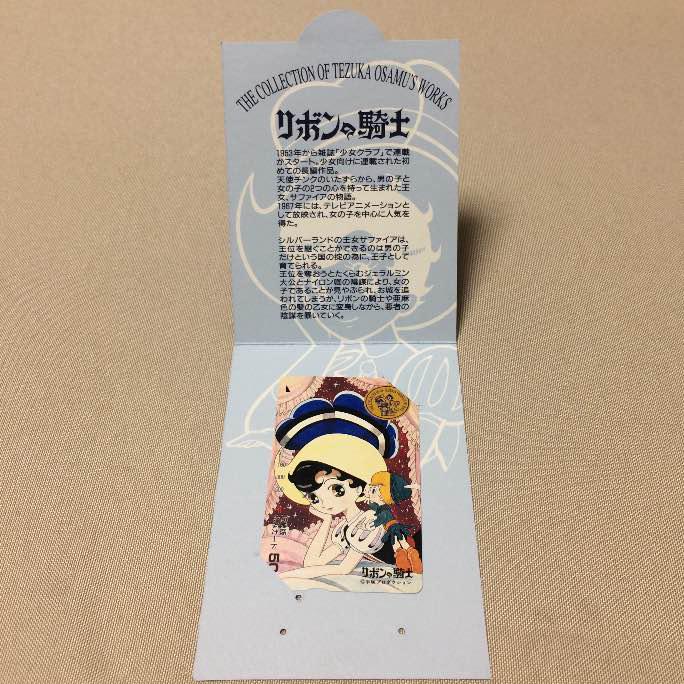 THE COLLECTION OF TEZUKA OSAMU'S WORKS
リボンの騎士
1953年から雑誌「少女クラブ」で連載
がスタート。少女向けに連載された初
めての長編作品。
天使チンクのいたずらから、男の子と
女の子の2つの心を持って生まれた王
女、サファイアの物語。
1967年には、テレビアニメーションと
して放映され、女の子を中心に人気を
得た。
シルバーランドの王女サファイアは、
王位を継ぐことができるのは男の子
だけという国の掟の為に、王子として
育てられる。
王位を奪おうとたくらむジェラルミン
大公とナイロン卿の陰謀により、女の
子であることが見やぶられ、お城を追
われてしまうが、リボンの騎士や亜麻
色の髪の乙女に変身しながら、悪者の
陰謀を暴いていく。
50
リボンの騎士
©手塚プロダクション